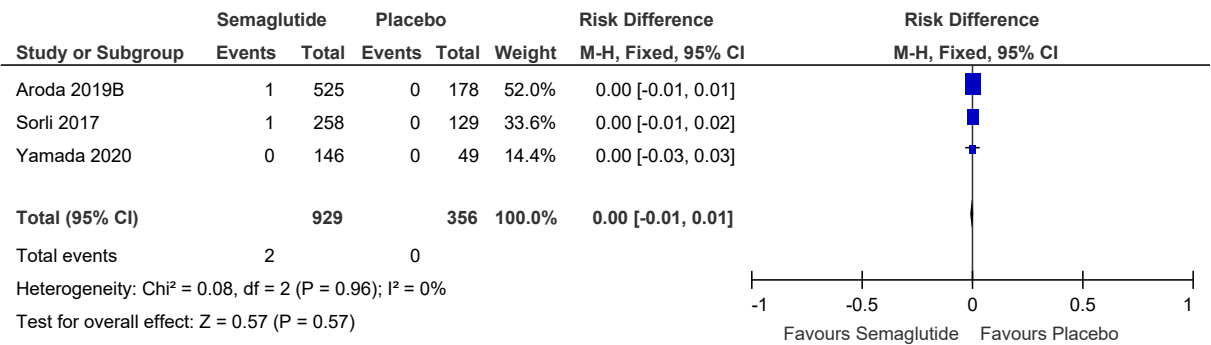 Semaglutide Placebo Risk Difference Risk Difference
Study or Subgroup Events Total Events Total Weight M-H, Fixed, 95% CI M-H, Fixed, 95% CI
Aroda 2019B 1 525 0 178 52.0% 0.00 [-0.01, 0.01]
Sorli 2017 1 258 0 129 33.6% 0.00 [-0.01, 0.02]
Yamada 2020 0 146 0 49 14.4% 0.00 [-0.03, 0.03]
Total (95% CI) 929 356 100.0% 0.00 [-0.01, 0.01]
Total events 2 0
Heterogeneity: Chi² = 0.08, df = 2 (P = 0.96); I² = 0%
Test for overall effect: Z = 0.57 (P = 0.57)
-1 -0.5 0 0.5 1
Favours Semaglutide Favours Placebo